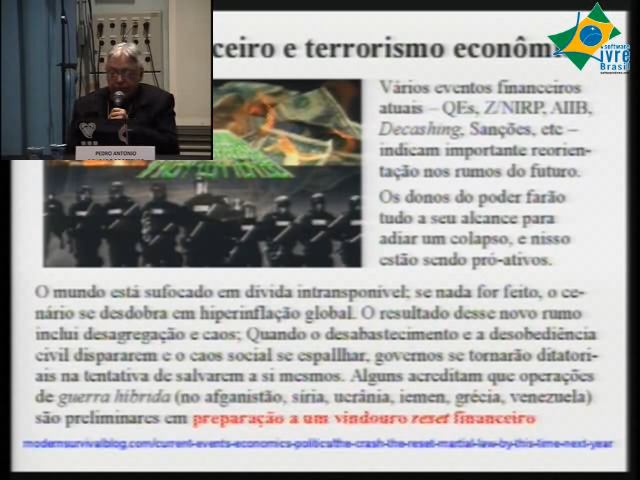 ceiro e terrorismo econôm
software
livre
Brasil
PEDRO ANTONIO
Vários eventos financeiros
atuais – QEs, Z/NIRP, AIIB,
Decashing, Sanções, etc –
indicam importante reorien-
tação nos rumos do futuro.
Os donos do poder farão
tudo a seu alcance para
adiar um colapso, e nisso
estão sendo pró-ativos.
O mundo está sufocado em dívida intransponível; se nada for feito, o ce-
nário se desdobra em hiperinflação global. O resultado desse novo rumo
inclui desagregação e caos; Quando o desabastecimento e a desobediência
civil dispararem e o caos social se espallhar, governos se tornarão ditatori-
ais na tentativa de salvarem a si mesmos. Alguns acreditam que operações
de guerra híbrida (no afganistão, síria, ucrânia, iemen, grécia, venezuela)
são preliminares em preparação a um vindouro reset financeiro
modernsurvivalblog.com/current-events-economics-politics/the-crash-the-reset-martial-law-by-this-time-next-year